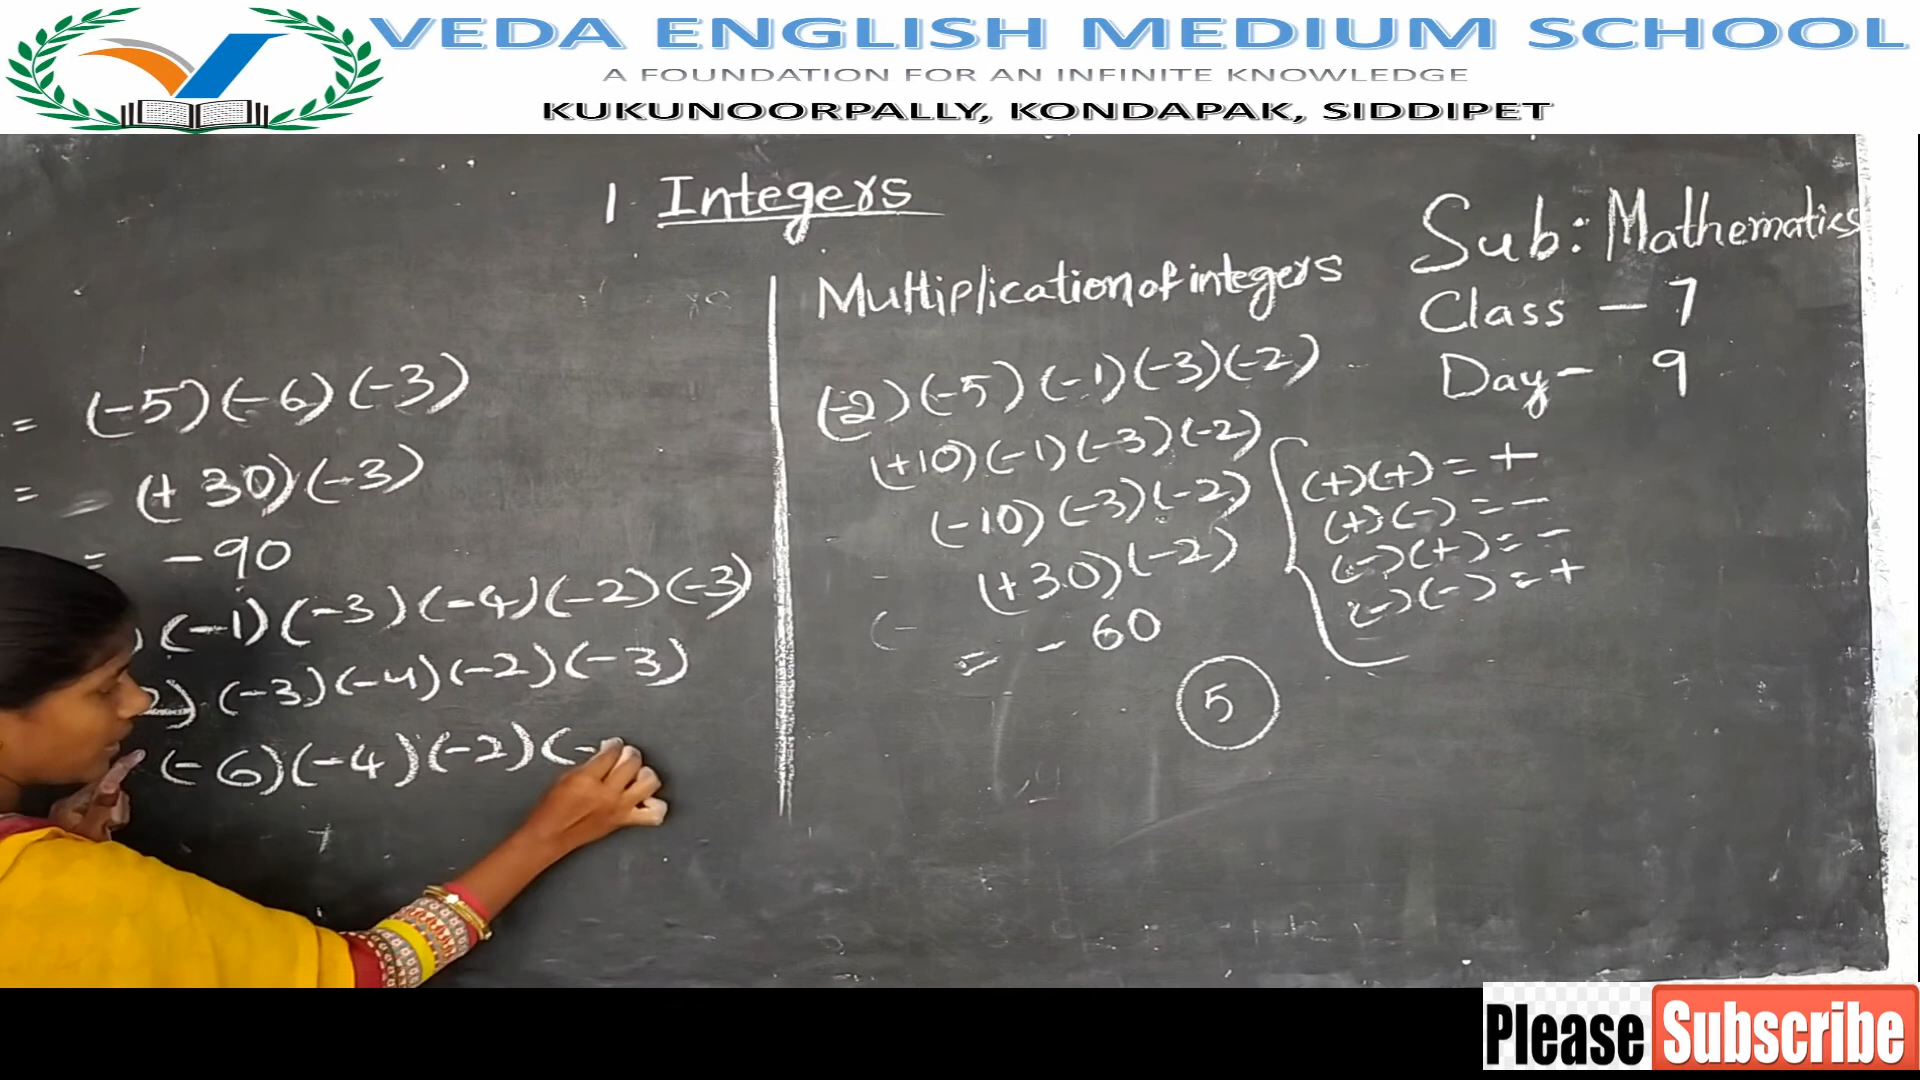 VEDA ENGLISH MEDIUM SCHOOL
A FOUNDATION FOR AN INFINITE KNOWLEDGE
KUKUNOORPALLY, KONDAPAK, SIDDIPET
1 Integers
= (-5)(-6)(-3)
= (+30)(-3)
= -90
(-1)(-3)(-4)(-2)(-3)
(-3)(-4)(-2)(-3)
(-6)(-4)(-2)(-
Multiplication of integers
(-2)(-5)(-1)(-3)(-2)
(+10)(-1)(-3)(-2)
(-10)(-3)(-2)
(+30)(-2)
= -60
5
(+)(+)=+
(+)(-)=-
(-)(+)=-
(-)(-)=+
Sub: Mathematics
Class - 7
Day - 9
Please Subscribe